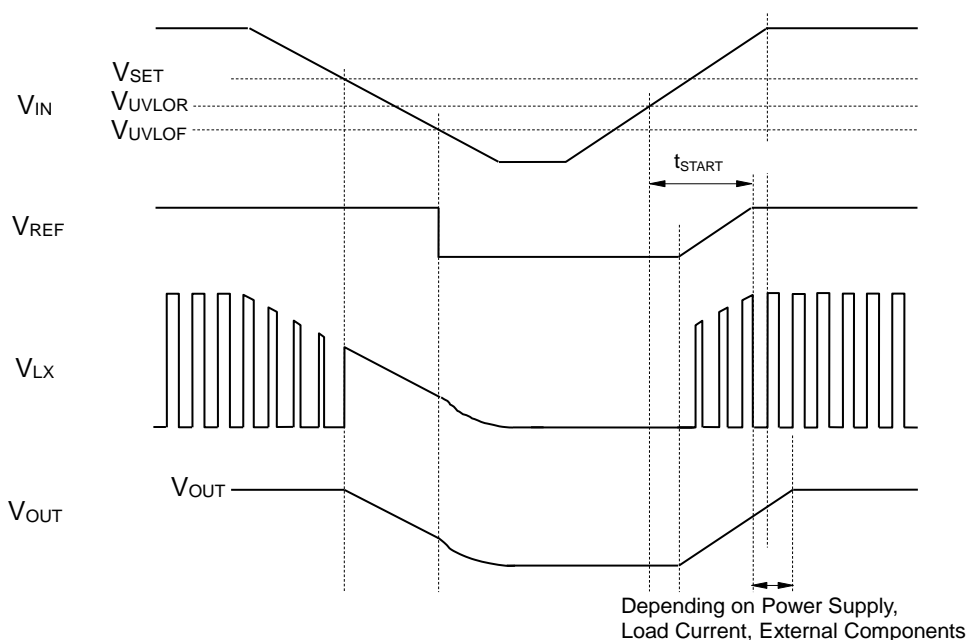 VSET
VIN
VUVLOR
VUVLOF
tSTART
VREF
VLX
VOUT
VOUT
Depending on Power Supply,
Load Current, External Components